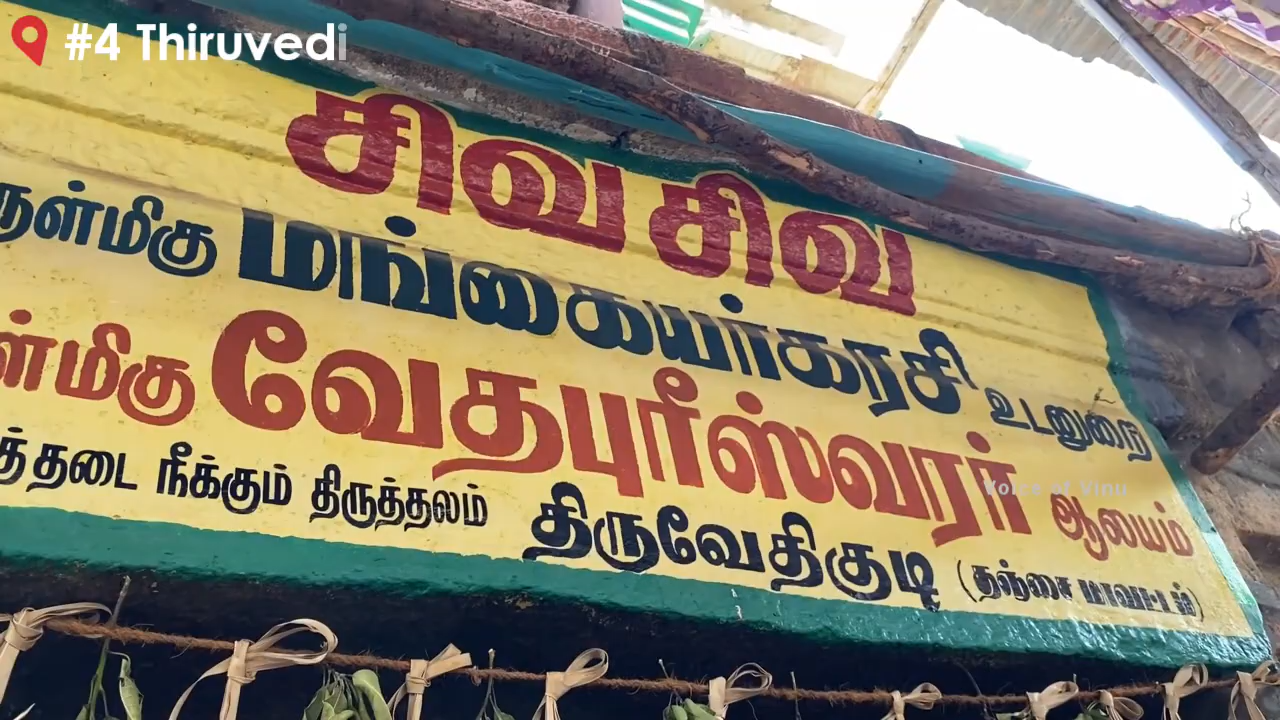 #4 Thiruvedi
சிவ சிவ
ருள்மிகு மங்கையர்கரசி உடனுறை
ள்மிகு வேதபுரீஸ்வரர் ஆலயம்
த்தடை நீக்கும் திருத்தலம் திருவேதிகுடி (தஞ்சை மாவட்டம்)
Voice of Vinu